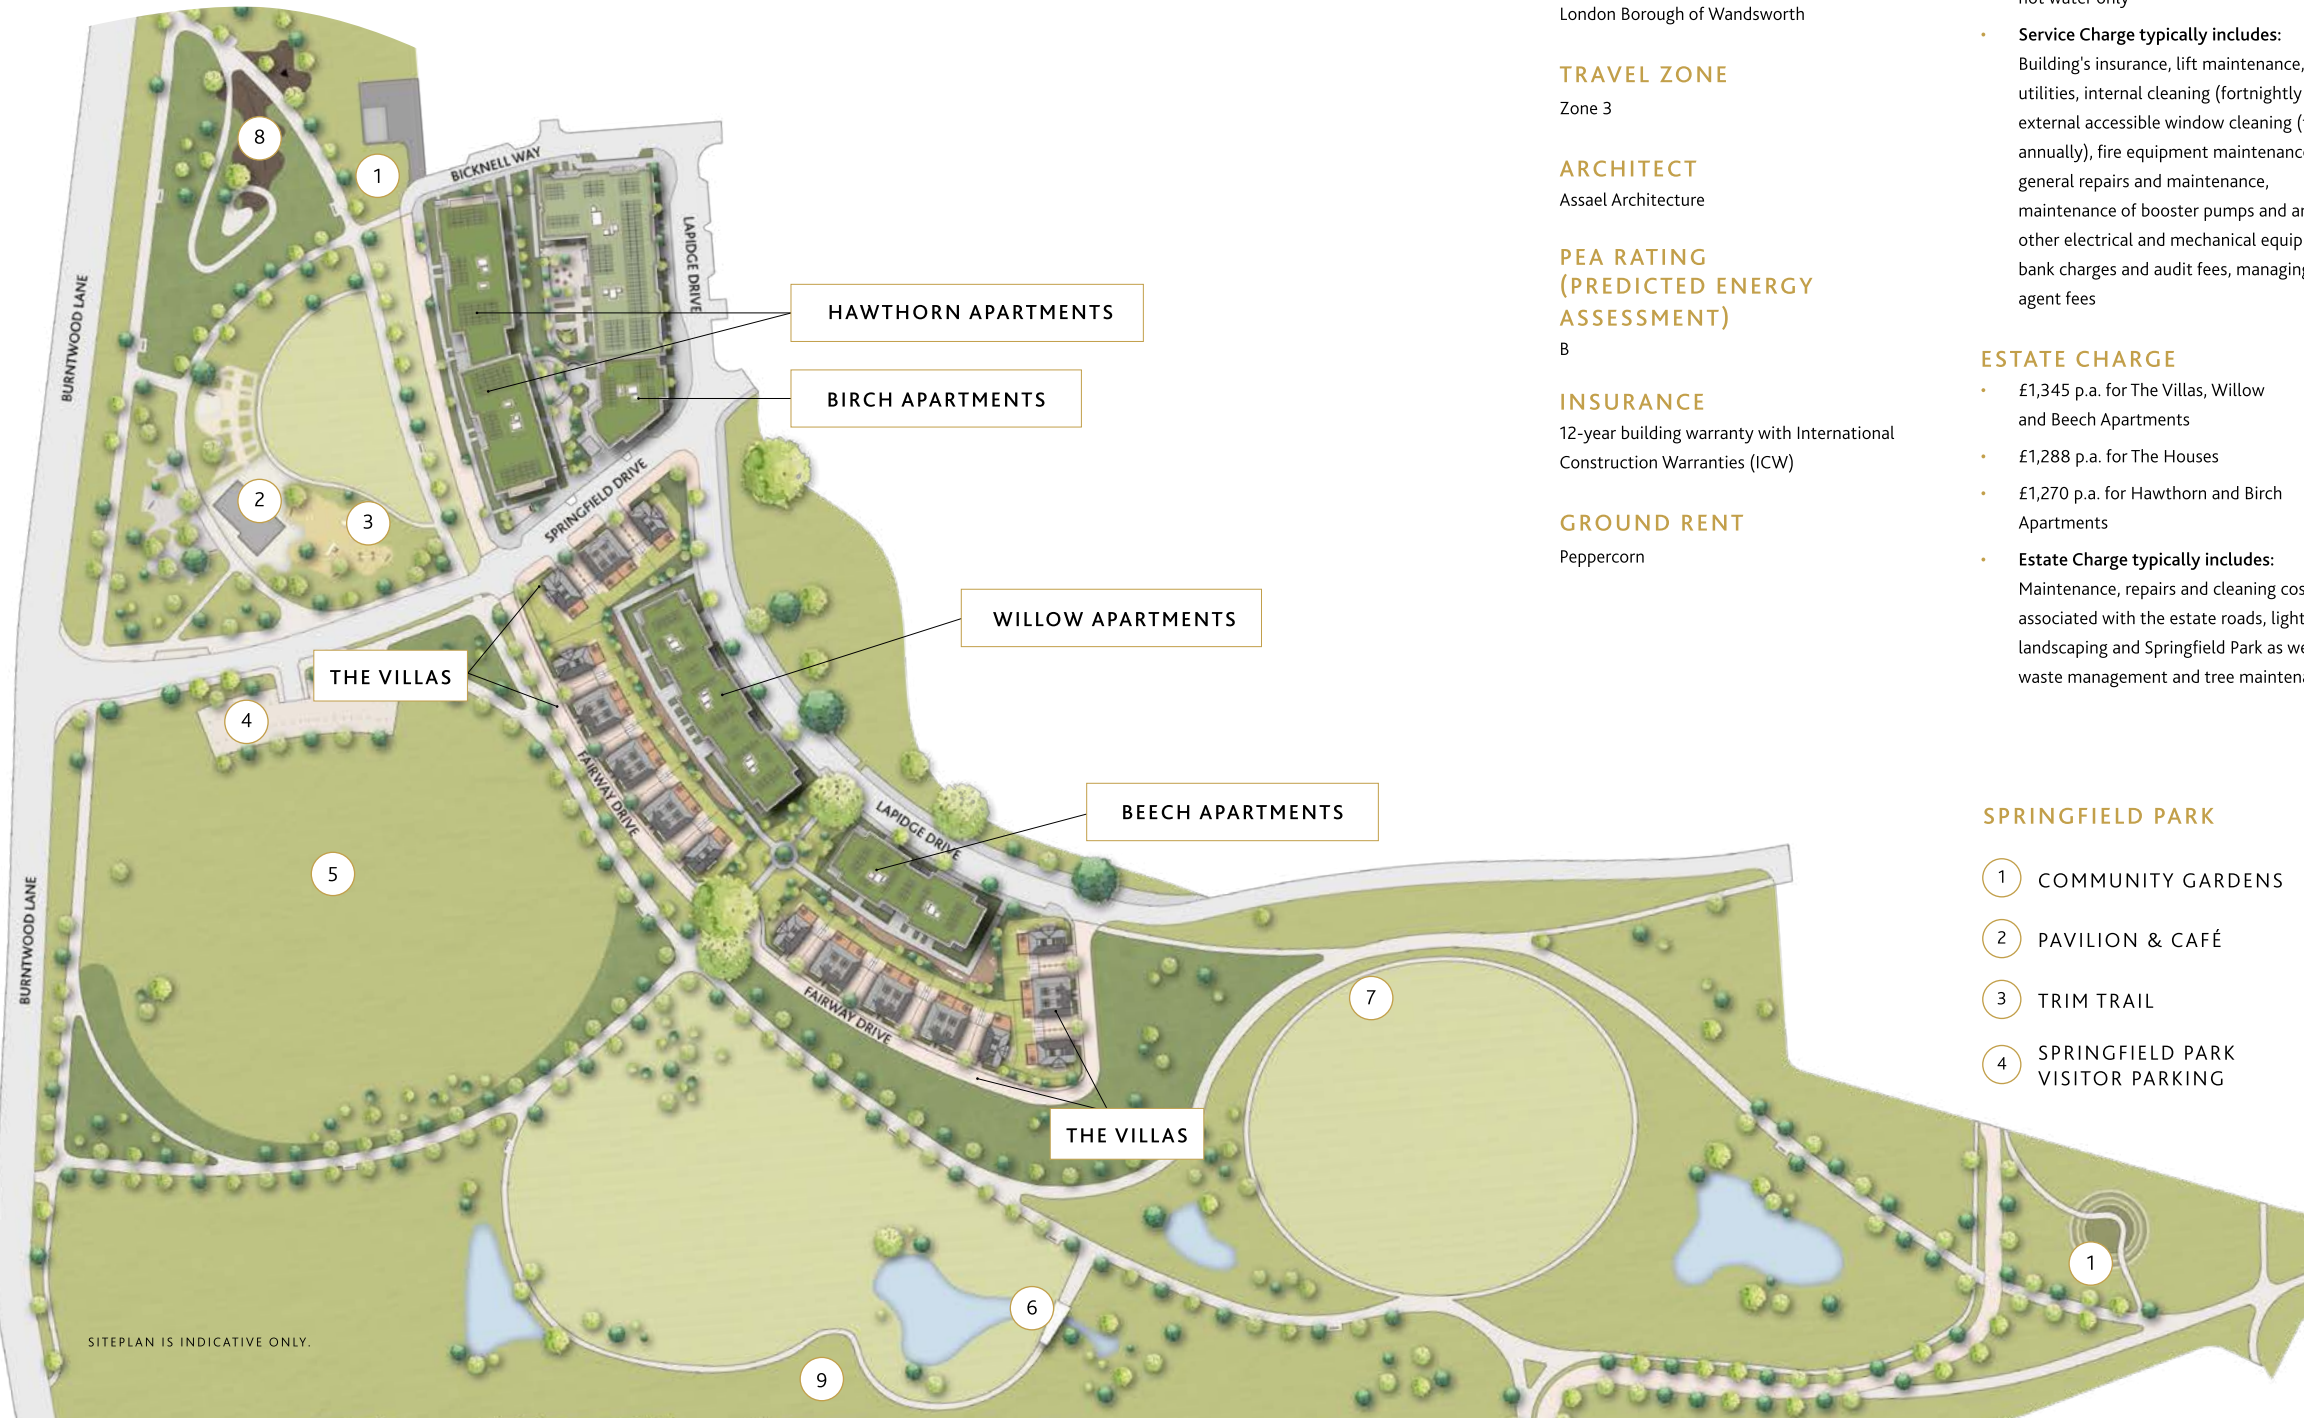 8
1
BICKNELL WAY
LAPIDGE DRIVE
BURNTWOOD LANE
HAWTHORN APARTMENTS
BIRCH APARTMENTS
2
3
SPRINGFIELD DRIVE
WILLOW APARTMENTS
THE VILLAS
4
FAIRWAY DRIVE
BEECH APARTMENTS
LAPIDGE DRIVE
5
BURNTWOOD LANE
7
FAIRWAY DRIVE
THE VILLAS
1
6
9
SITEPLAN IS INDICATIVE ONLY.
London Borough of Wandsworth
TRAVEL ZONE
Zone 3
ARCHITECT
Assael Architecture
PEA RATING
(PREDICTED ENERGY
ASSESSMENT)
B
INSURANCE
12-year building warranty with International
Construction Warranties (ICW)
GROUND RENT
Peppercorn
hot water only
• Service Charge typically includes:
Building's insurance, lift maintenance,
utilities, internal cleaning (fortnightly
external accessible window cleaning (
annually), fire equipment maintenanc
general repairs and maintenance,
maintenance of booster pumps and
other electrical and mechanical equip
bank charges and audit fees, managing
agent fees
ESTATE CHARGE
• £1,345 p.a. for The Villas, Willow
and Beech Apartments
• £1,288 p.a. for The Houses
• £1,270 p.a. for Hawthorn and Birch
Apartments
• Estate Charge typically includes:
Maintenance, repairs and cleaning cos
associated with the estate roads, light
landscaping and Springfield Park as we
waste management and tree maintena
SPRINGFIELD PARK
1 COMMUNITY GARDENS
2 PAVILION & CAFÉ
3 TRIM TRAIL
4 SPRINGFIELD PARK
VISITOR PARKING